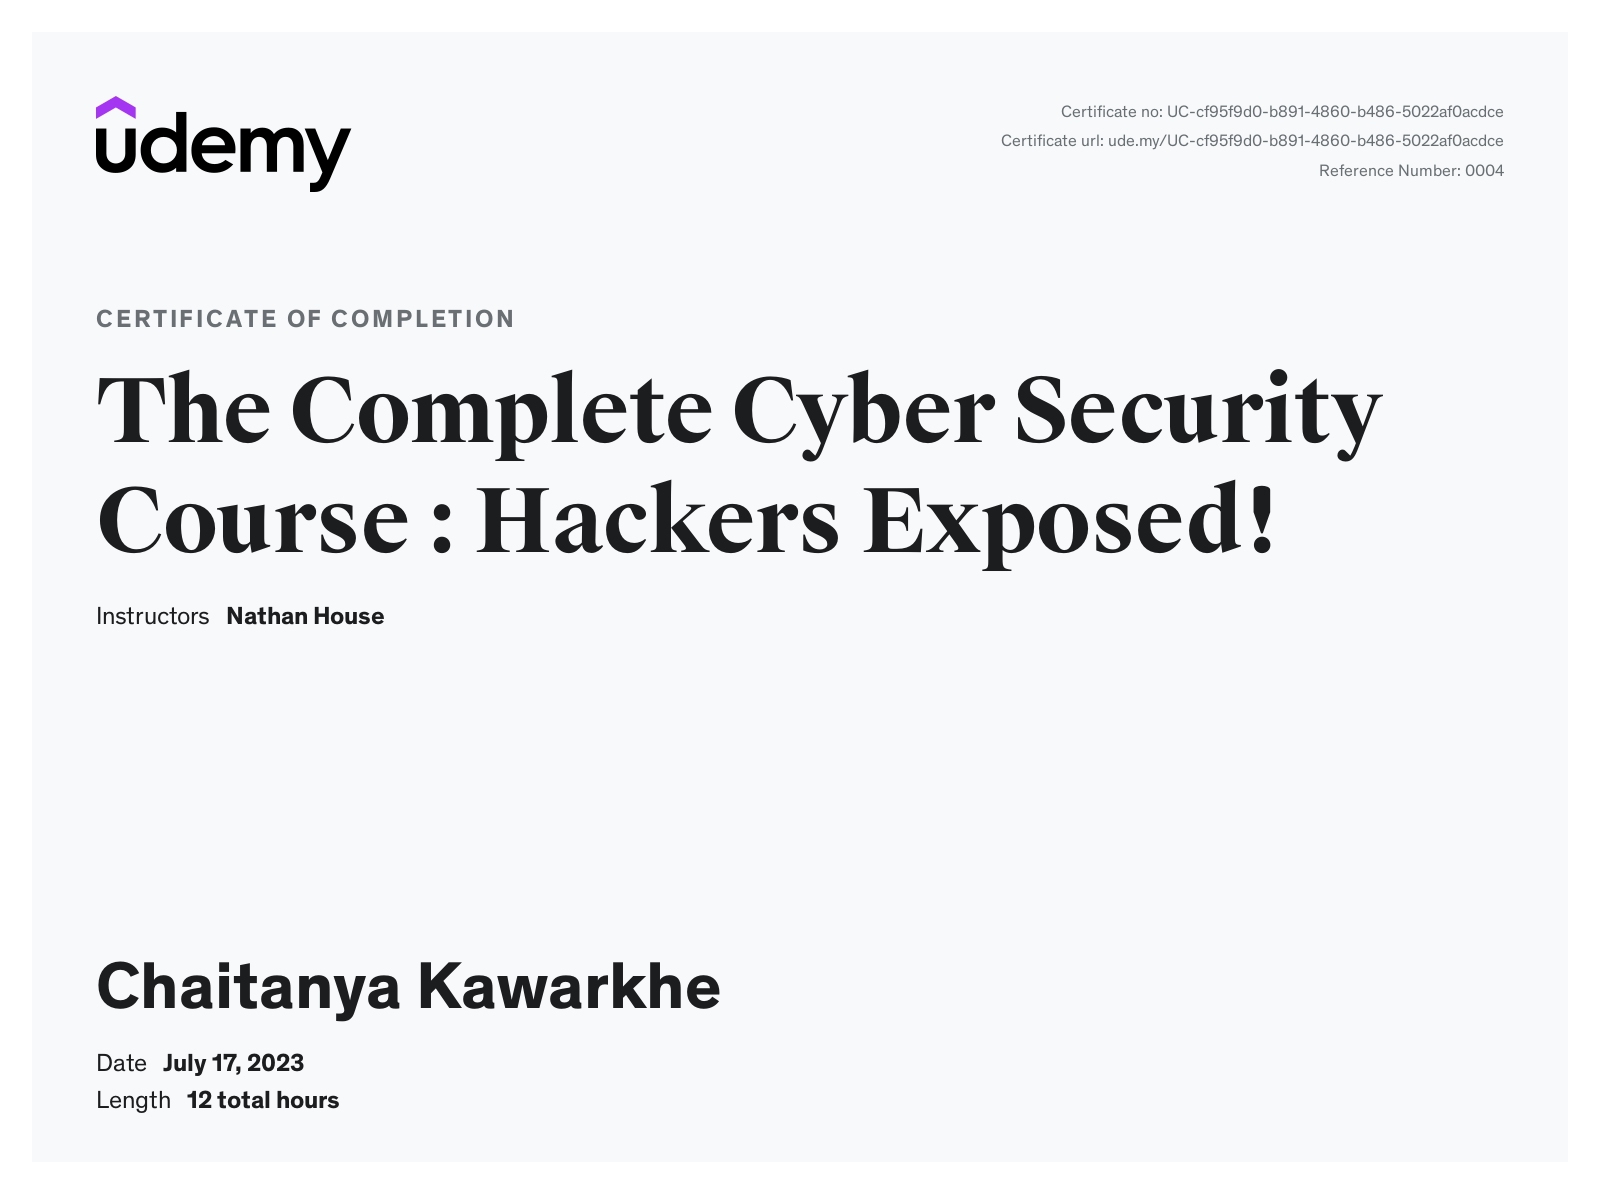 udemy
Certificate no: UC-cf95f9d0-b891-4860-b486-5022af0acdce
Certificate url: ude.my/UC-cf95f9d0-b891-4860-b486-5022af0acdce
Reference Number: 0004
CERTIFICATE OF COMPLETION
The Complete Cyber Security
Course : Hackers Exposed!
Instructors Nathan House
Chaitanya Kawarkhe
Date July 17, 2023
Length 12 total hours